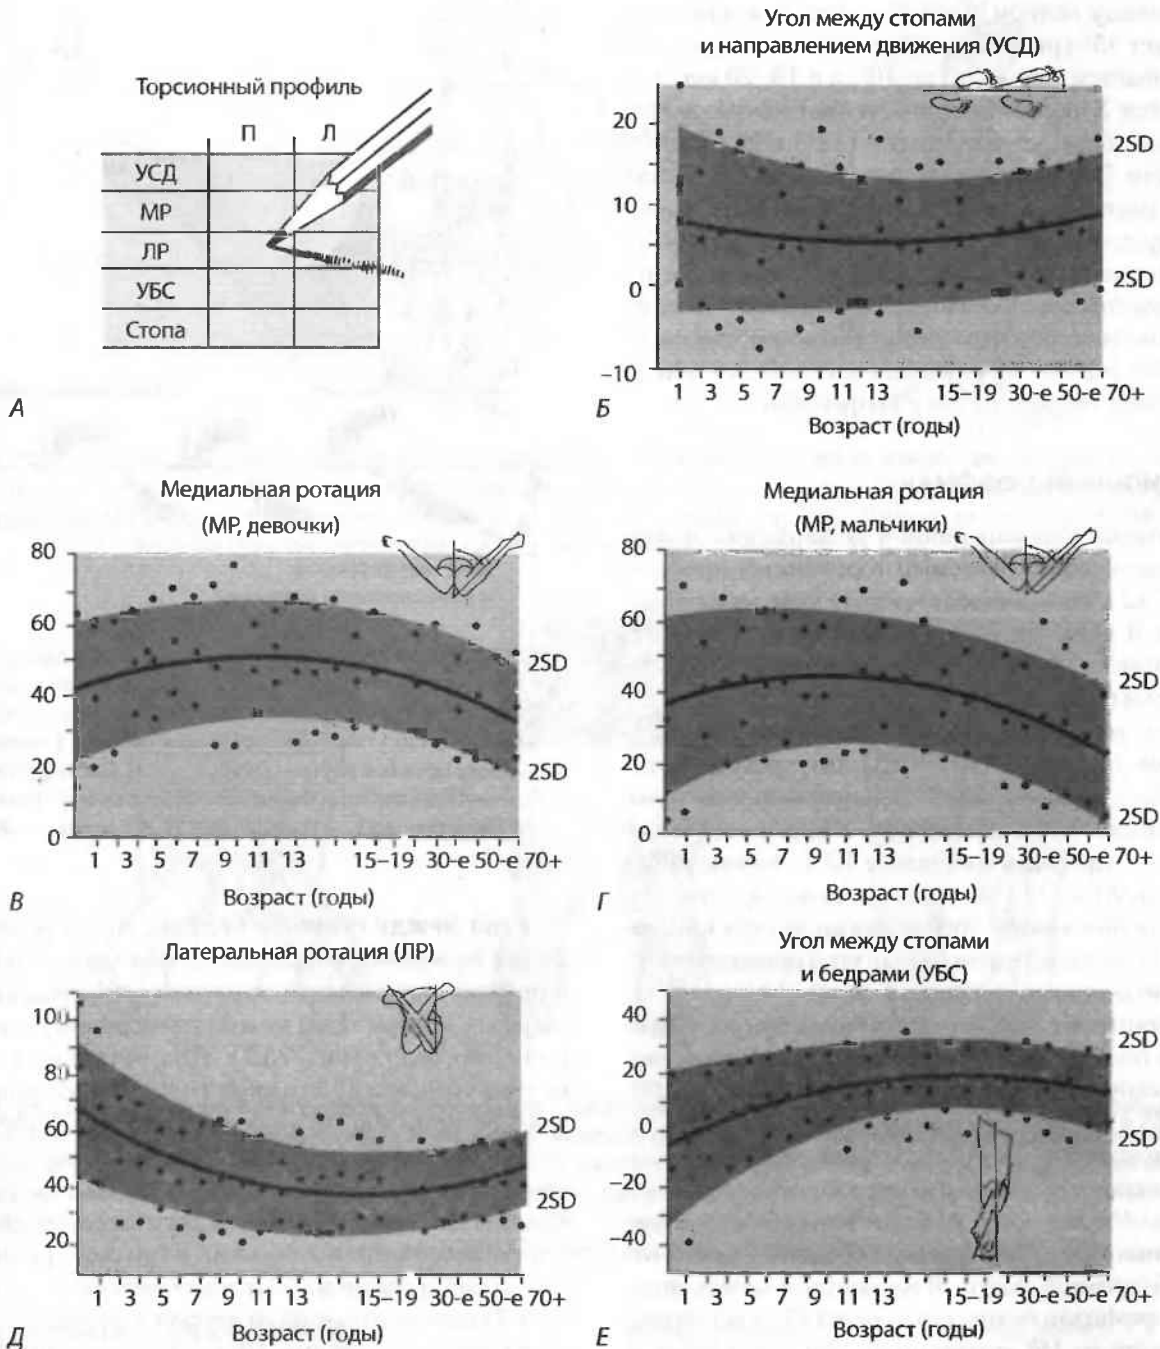 Торсионный профиль
П Л
УСД
МР
ЛР
УБС
Стопа
А
Угол между стопами
и направлением движения (УСД)
20
10
0
–10
2SD
2SD
1 3 5 7 9 11 13 15–19 30-е 50-е 70+
Возраст (годы)
Б
Медиальная ротация
(МР, девочки)
80
60
40
20
0
2SD
2SD
1 3 5 7 9 11 13 15–19 30-е 50-е 70+
Возраст (годы)
В
Медиальная ротация
(МР, мальчики)
80
60
40
20
0
2SD
2SD
1 3 5 7 9 11 13 15–19 30-е 50-е 70+
Возраст (годы)
Г
Латеральная ротация (ЛР)
100
80
60
40
20
2SD
2SD
1 3 5 7 9 11 13 15–19 30-е 50-е 70+
Возраст (годы)
Д
Угол между стопами
и бедрами (УБС)
40
20
0
–20
–40
2SD
2SD
1 3 5 7 9 11 13 15–19 30-е 50-е 70+
Возраст (годы)
Е